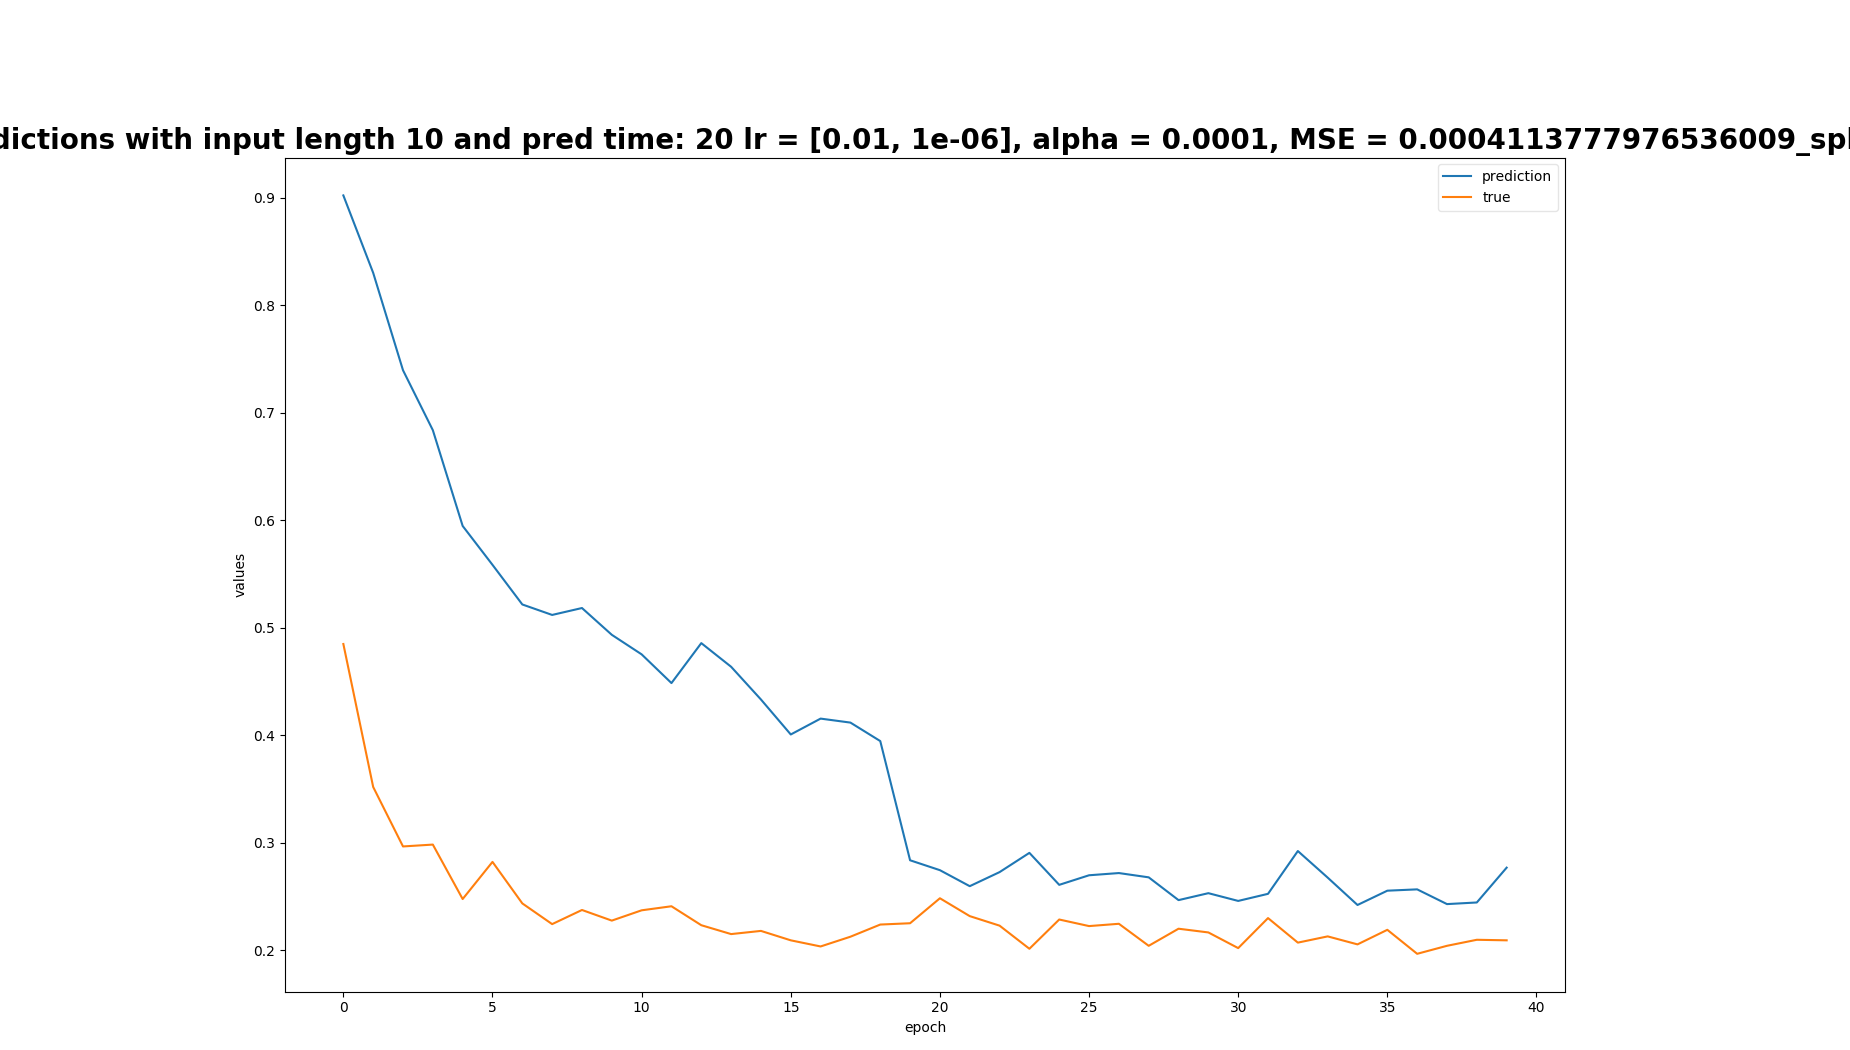 dictions with input length 10 and pred time: 20 lr = [0.01, 1e-06], alpha = 0.0001, MSE = 0.0004113777976536009_spl
prediction
true
0.9
0.8
0.7
0.6
0.5
0.4
0.3
0.2
values
0 5 10 15 20 25 30 35 40
epoch